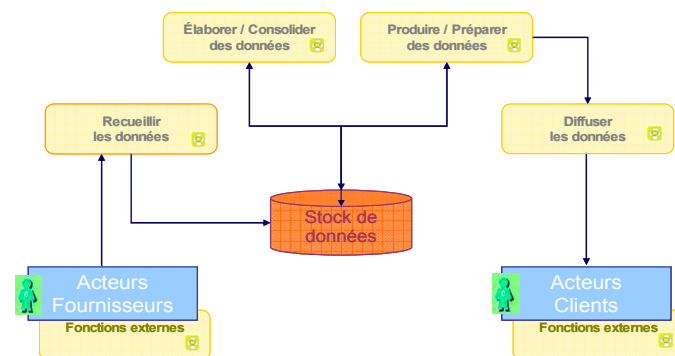 Élaborer / Consolider
des données
Produire / Préparer
des données
Recueillir
les données
Diffuser
les données
Stock de
données
Acteurs
Fournisseurs
Fonctions externes
Acteurs
Clients
Fonctions externes